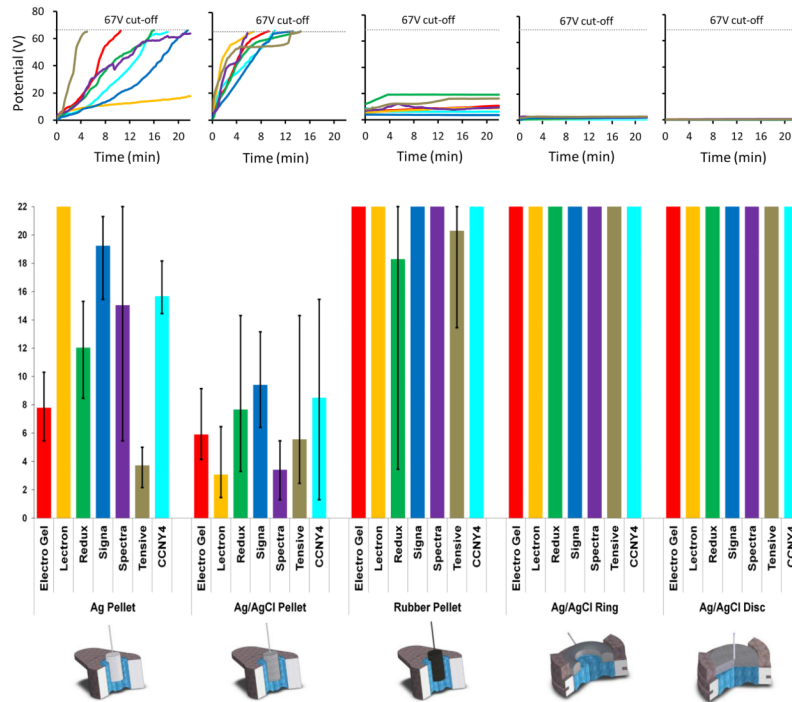 67V cut-off 67V cut-off 67V cut-off 67V cut-off 67V cut-off
Potential (V)
80
60
40
20
0
0 4 8 12 16 20 0 4 8 12 16 20 0 4 8 12 16 20 0 4 8 12 16 20 0 4 8 12 16 20
Time (min) Time (min) Time (min) Time (min) Time (min)
22
20
18
16
14
12
10
8
6
4
2
0
Electro Gel Lectron Redux Signa Spectra Tensive CCNY4 Electro Gel Lectron Redux Signa Spectra Tensive CCNY4 Electro Gel Lectron Redux Signa Spectra Tensive CCNY4 Electro Gel Lectron Redux Signa Spectra Tensive CCNY4 Electro Gel Lectron Redux Signa Spectra Tensive CCNY4
Ag Pellet Ag/AgCl Pellet Rubber Pellet Ag/AgCl Ring Ag/AgCl Disc